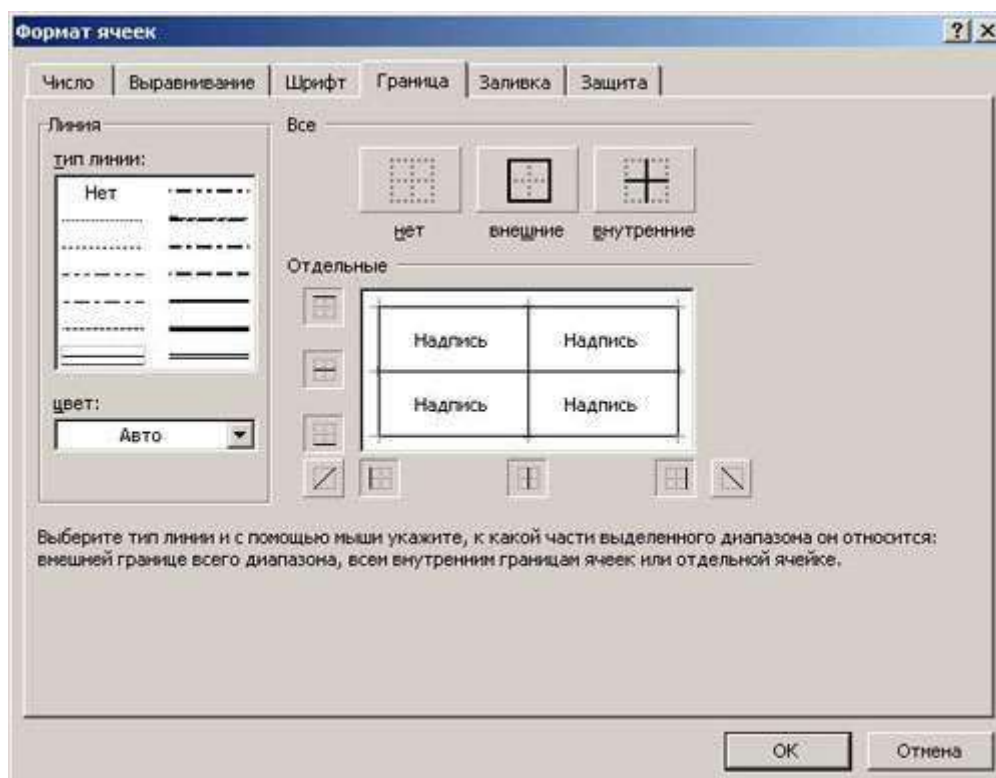 Формат ячеек
Число Выравнивание Шрифт Граница Заливка Защита
Линия
тип линии:
Нет
цвет:
Авто
Все
нет внешние внутренние
Отдельные
Надпись Надпись
Надпись Надпись
Выберите тип линии и с помощью мыши укажите, к какой части выделенного диапазона он относится:
внешней границе всего диапазона, всем внутренним границам ячеек или отдельной ячейке.
ОК Отмена